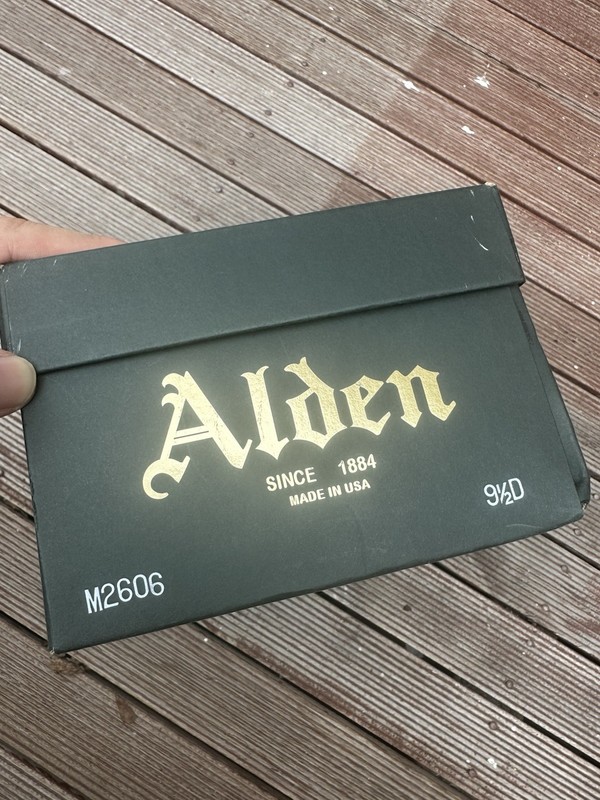 Alden
SINCE 1884
MADE IN USA
9½D
M2606